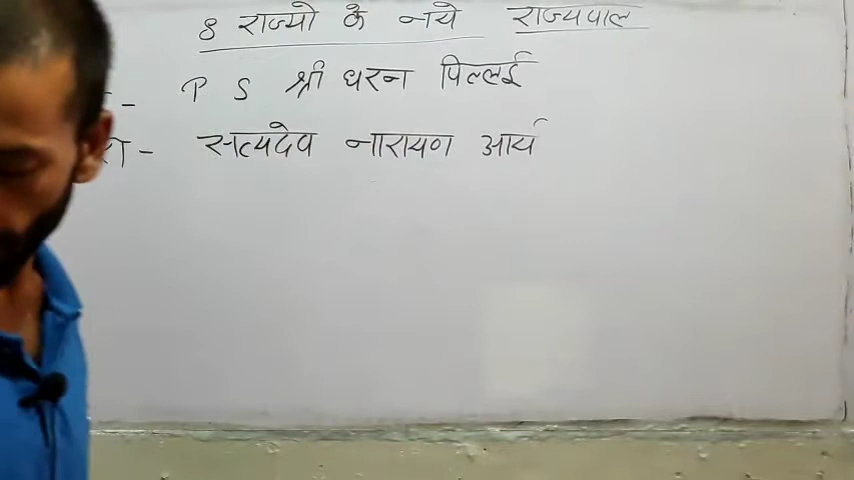 8 राज्यो के नये राज्यपाल
- P S श्री धरन पिल्लई
- सत्यदेव नारायण आर्य